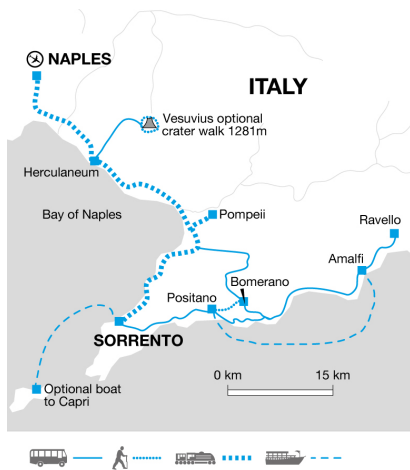 NAPLES
ITALY
Vesuvius optional
crater walk 1281m
Herculaneum
Bay of Naples
Pompeii
Ravello
Amalfi
Bomerano
Positano
SORRENTO
0 km
15 km
Optional boat
to Capri